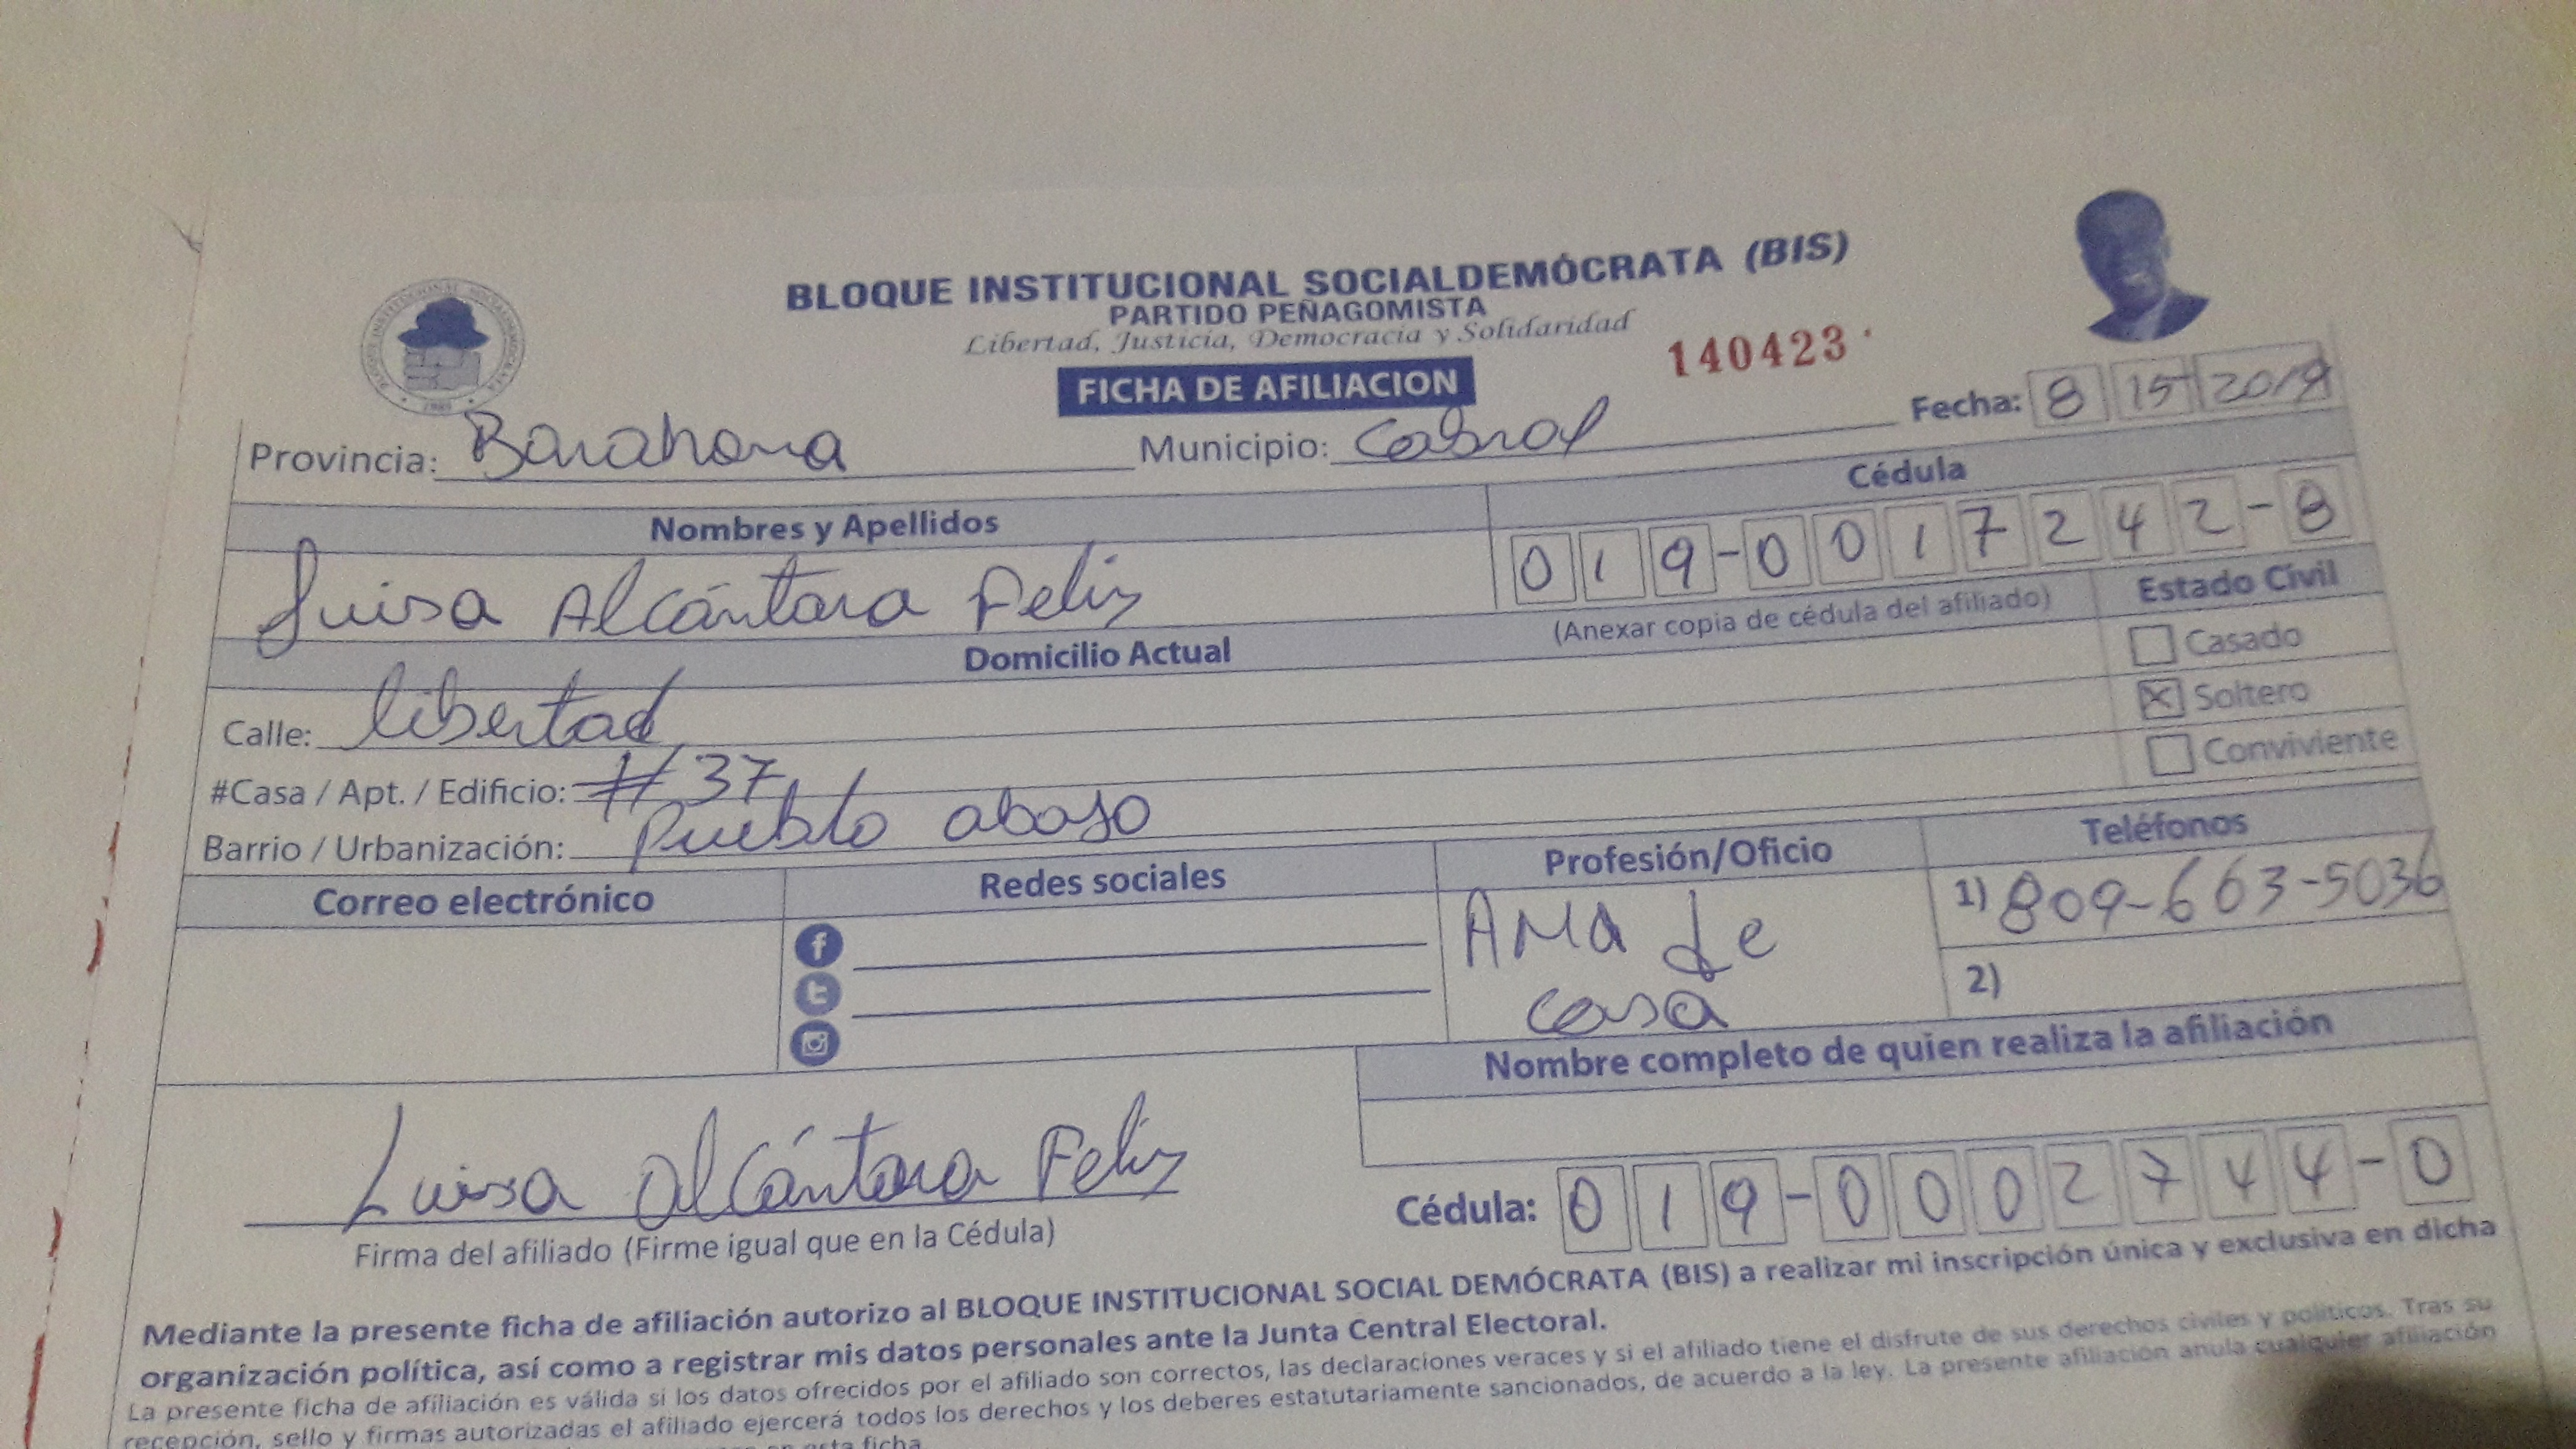 BLOQUE INSTITUCIONAL SOCIALDEMÓCRATA (BIS)
PARTIDO PEÑAGOMISTA
Libertad, Justicia, Democracia y Solidaridad
140423
FICHA DE AFILIACION
Fecha: 8 15 2019
Provincia: Barahona Municipio: Cabral
Nombres y Apellidos Cédula
Luisa Alcántara Feliz 019-0017242-8
(Anexar copia de cédula del afiliado) Estado Civil
Domicilio Actual
Casado
Calle: libertad
Soltero
#Casa / Apt. / Edificio: #37
Conviviente
Barrio / Urbanización: Pueblo abajo
Correo electrónico Redes sociales Profesión/Oficio Teléfonos
AMA de casa
1) 809-663-5036
2)
Nombre completo de quien realiza la afiliación
Luisa Alcántara Feliz
Cédula: 019-0002744-0
Firma del afiliado (Firme igual que en la Cédula)
Mediante la presente ficha de afiliación autorizo al BLOQUE INSTITUCIONAL SOCIAL DEMÓCRATA (BIS) a realizar mi inscripción única y exclusiva en dicha
organización política, así como a registrar mis datos personales ante la Junta Central Electoral.
La presente ficha de afiliación es válida si los datos ofrecidos por el afiliado son correctos, las declaraciones veraces y si el afiliado tiene el disfrute de sus derechos civiles y políticos. Tras su
recepción, sello y firmas autorizadas el afiliado ejercerá todos los derechos y los deberes estatutariamente sancionados, de acuerdo a la ley. La presente afiliación anula cualquier afiliación
en esta ficha.